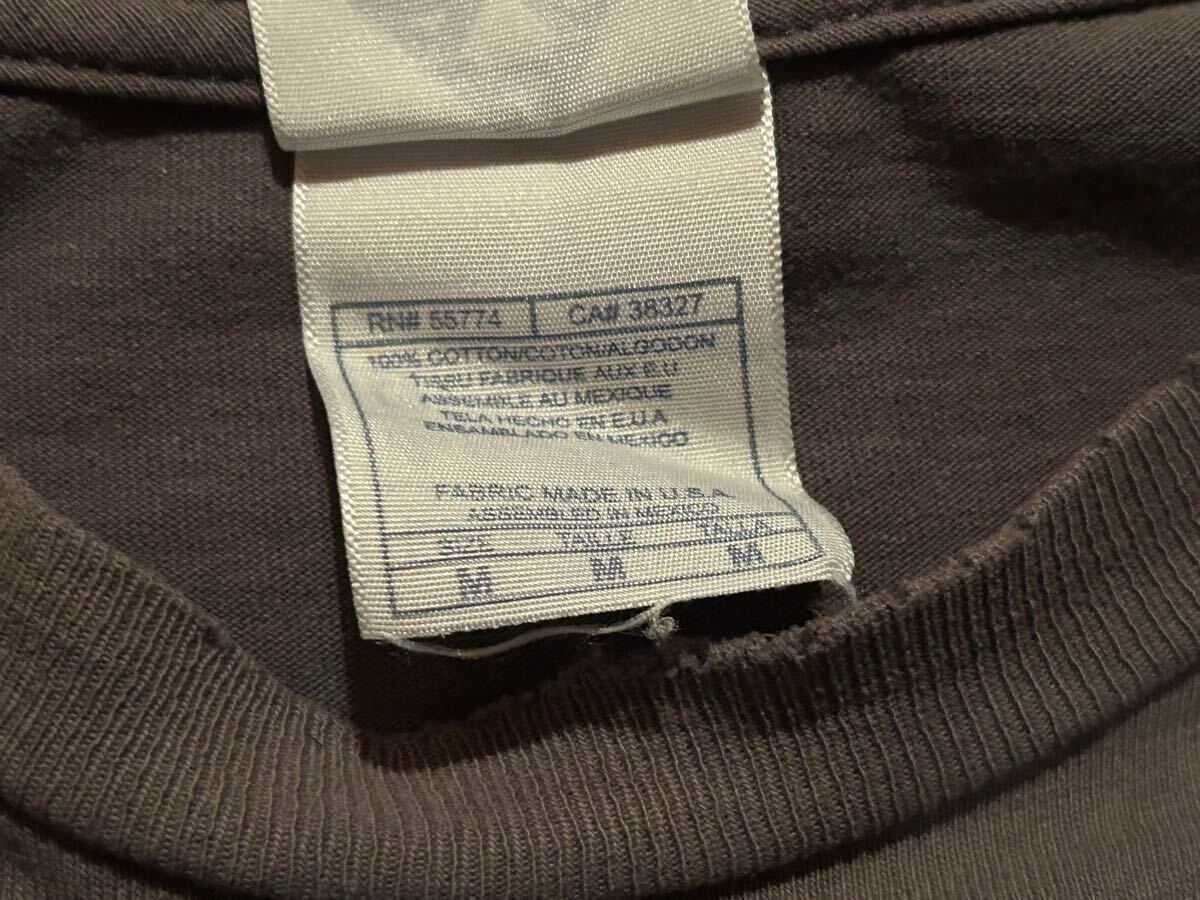 RN# 55774 CA# 38327
100% COTTON/COTON/ALGODON
TISSU FABRIQUE AUX E.U
ASSEMBLE AU MEXIQUE
TELA HECHO EN E.U.A
ENSAMBLADO EN MEXICO
FABRIC MADE IN U.S.A.
ASSEMBLED IN MEXICO
SIZE TAILLE TALLA
M M M